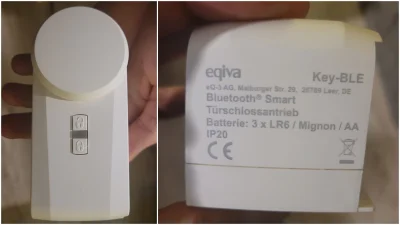 eqiva
Key-BLE
eQ-3-AG, Maiburger Str. 29, 26789 Leer, DE
Bluetooth® Smart
Türschlossantrieb
Batterie: 3 x LR6 / Mignon / AA
IP20
CE